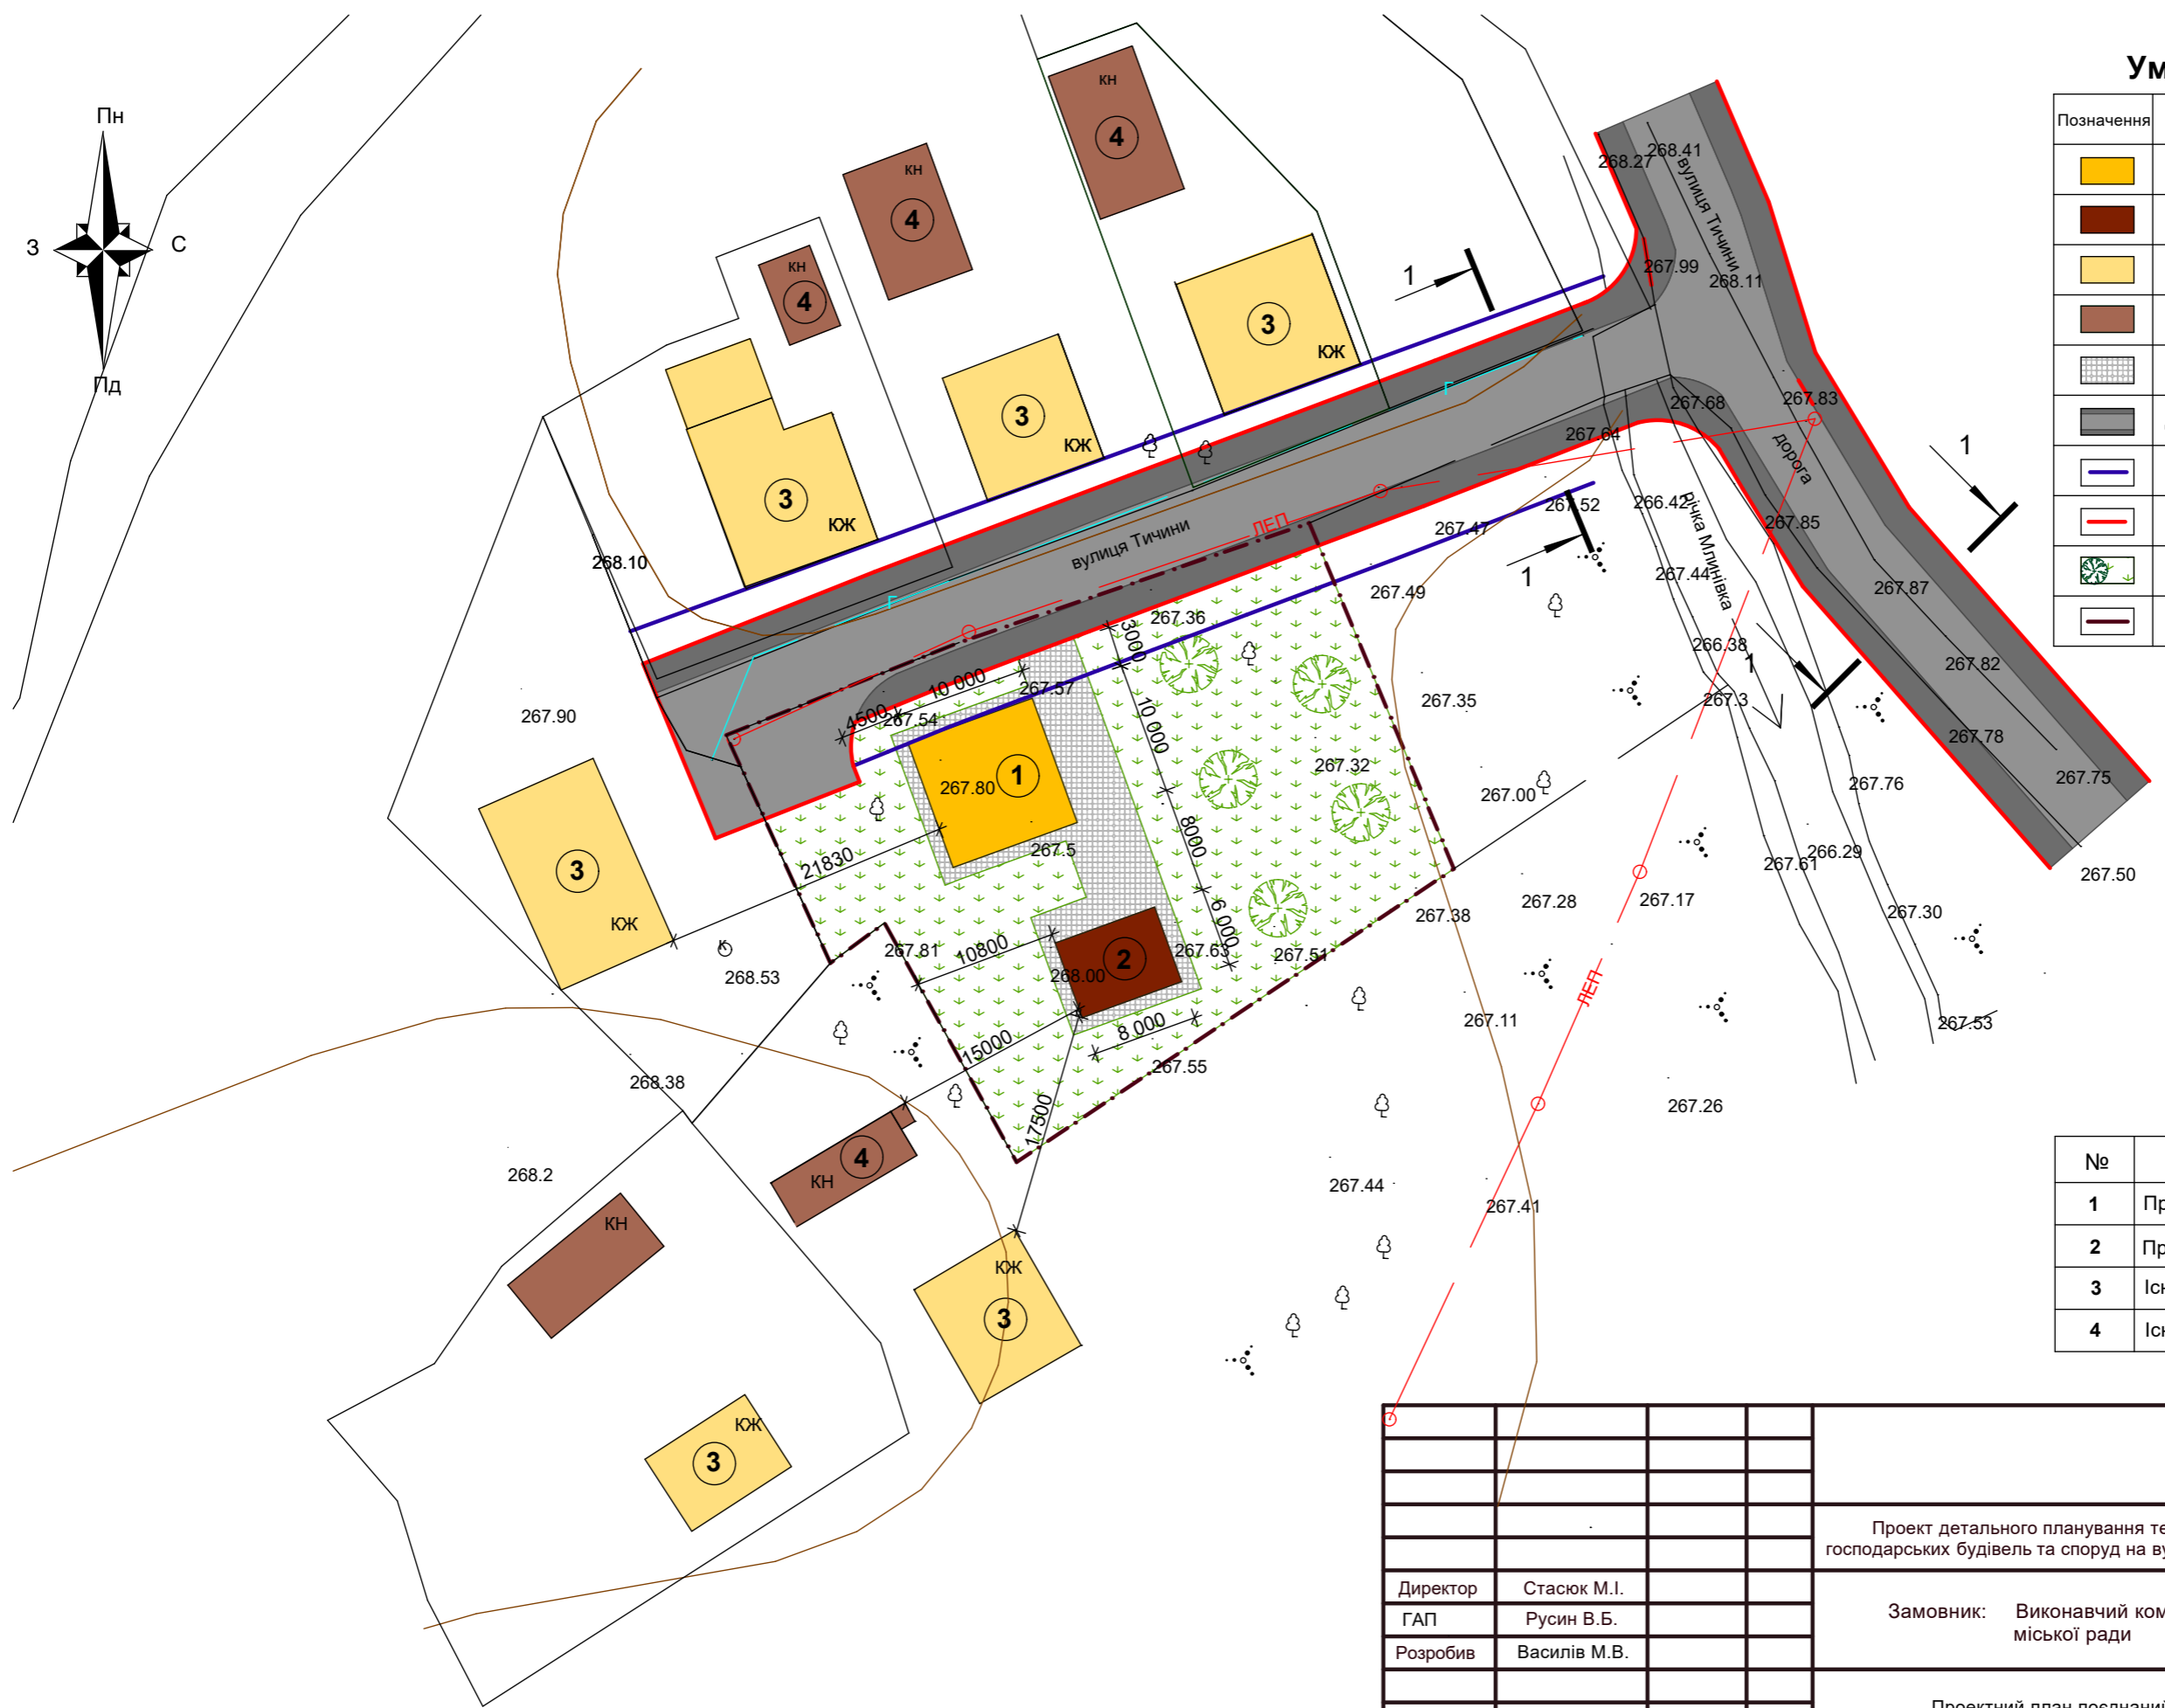 Пн
З
С
Пд
Ум
Позначення
кн
4
кн
4
кн
4
3
КЖ
3
КЖ
3
КЖ
1
268.27
268.41
вулиця Тичини
267.99
268.11
267.83
267.68
267.64
дорога
1
Г
267.52
266.42
267.85
267.47
ЛЕП
вулиця Тичини
1
річка Млинівка
267.44
267.87
268.10
Г
267.49
267.36
3000
266.38
1
267.82
10 000
267.57
267.35
267.3
267.90
4500
267.54
10 000
267.78
267.32
267.75
1
267.80
267.00
267.76
8000
267.5
21830
266.29
267.61
3
КЖ
267.50
267.28
267.17
267.38
267.30
6 000
к
268.53
267.81
10800
2
267.63
267.51
268.00
ЛЕП
8 000
267.11
267.53
15000
267.55
268.38
17500
267.26
4
КН
268.2
267.44
267.41
КН
КЖ
3
КЖ
3
№
1 Пр
2 Пр
3 Існ
4 Існ
Проект детального планування те
господарських будівель та споруд на ву
Директор Стасюк М.І.
ГАП Русин В.Б.
Замовник: Виконавчий ком
міської ради
Розробив Василів М.В.
Проектний план поєднаний